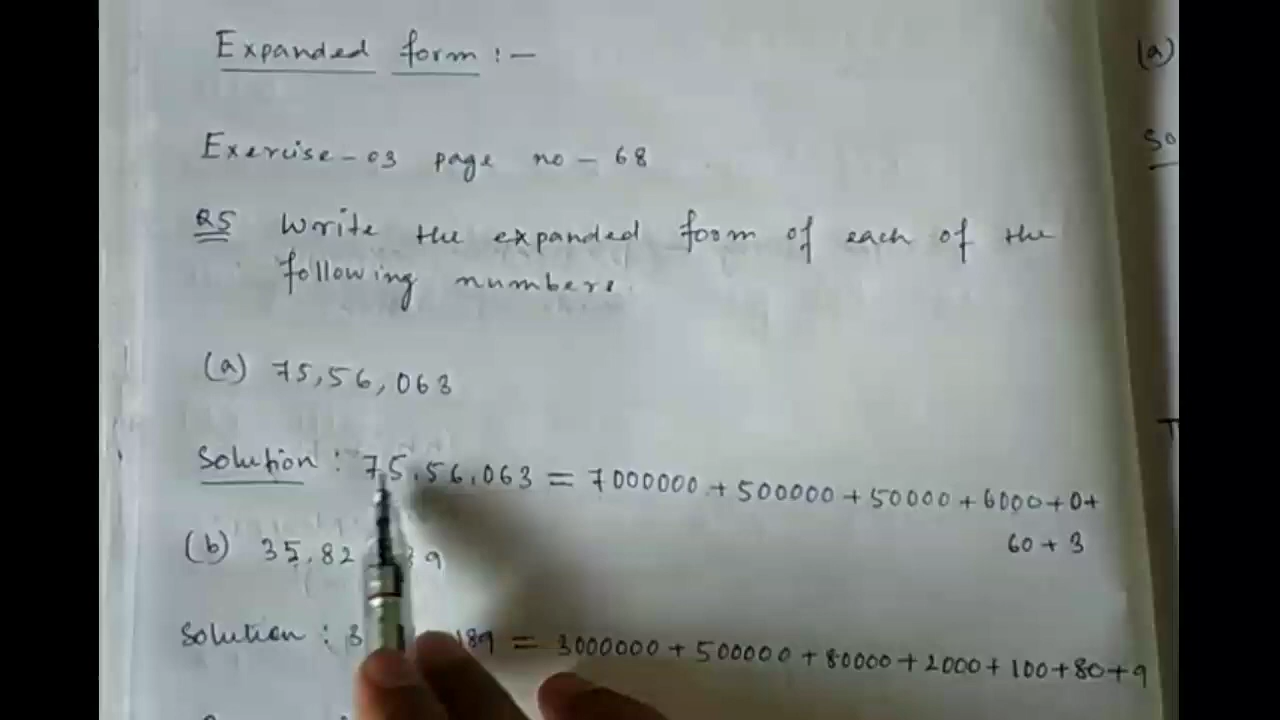 Expanded form :-
(a)
Exercise-03 page no - 68
So
Q5 Write the expanded form of each of the
following numbers.
(a) 75,56,063
Solution : 75,56,063 = 7000000 + 500000 + 50000 + 6000 + 0 +
60 + 3
(b) 35,82 9
Solution : 3 189 = 3000000 + 500000 + 80000 + 2000 + 100 + 80 + 9